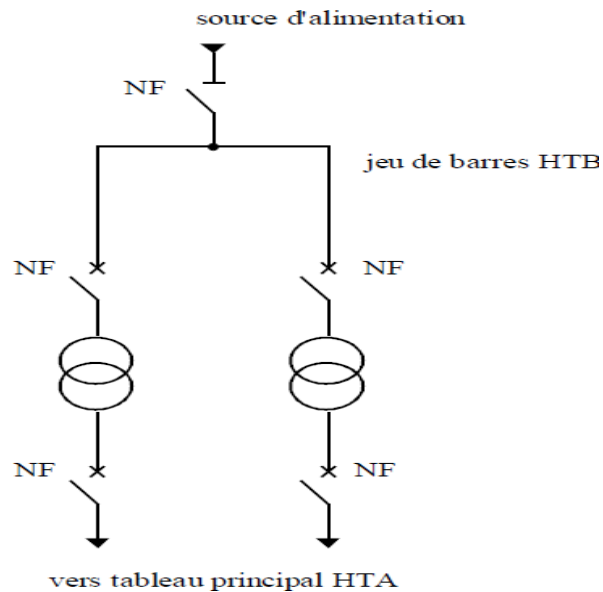 source d'alimentation
NF
jeu de barres HTB
NF
NF
NF
NF
vers tableau principal HTA